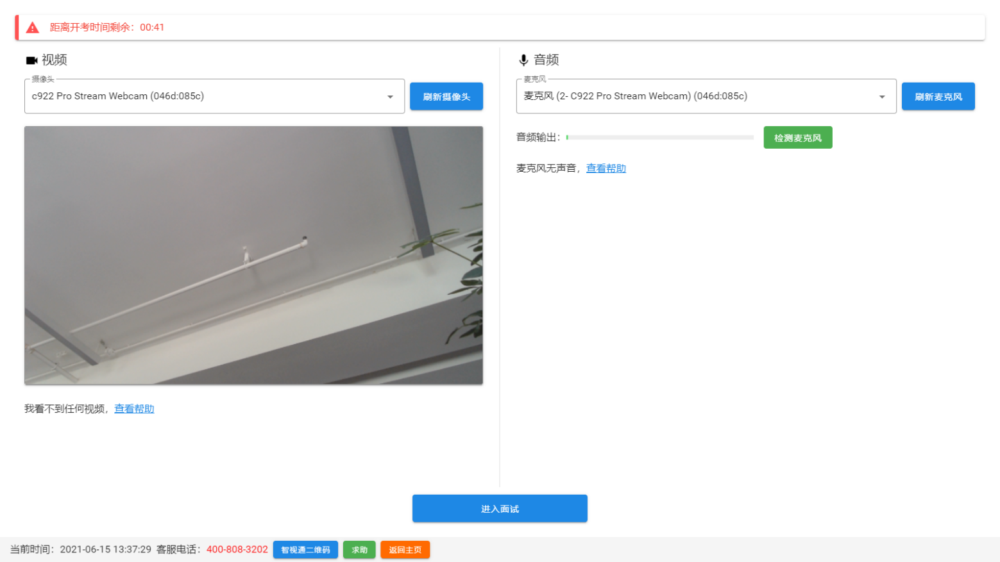 距离开考时间剩余：00:41
视频
摄像头
c922 Pro Stream Webcam (046d:085c)
刷新摄像头
我看不到任何视频，查看帮助
音频
麦克风
麦克风 (2- C922 Pro Stream Webcam) (046d:085c)
刷新麦克风
音频输出：
检测麦克风
麦克风无声音，查看帮助
进入面试
当前时间：2021-06-15 13:37:29 客服电话：400-808-3202 智视通二维码 求助 返回主页